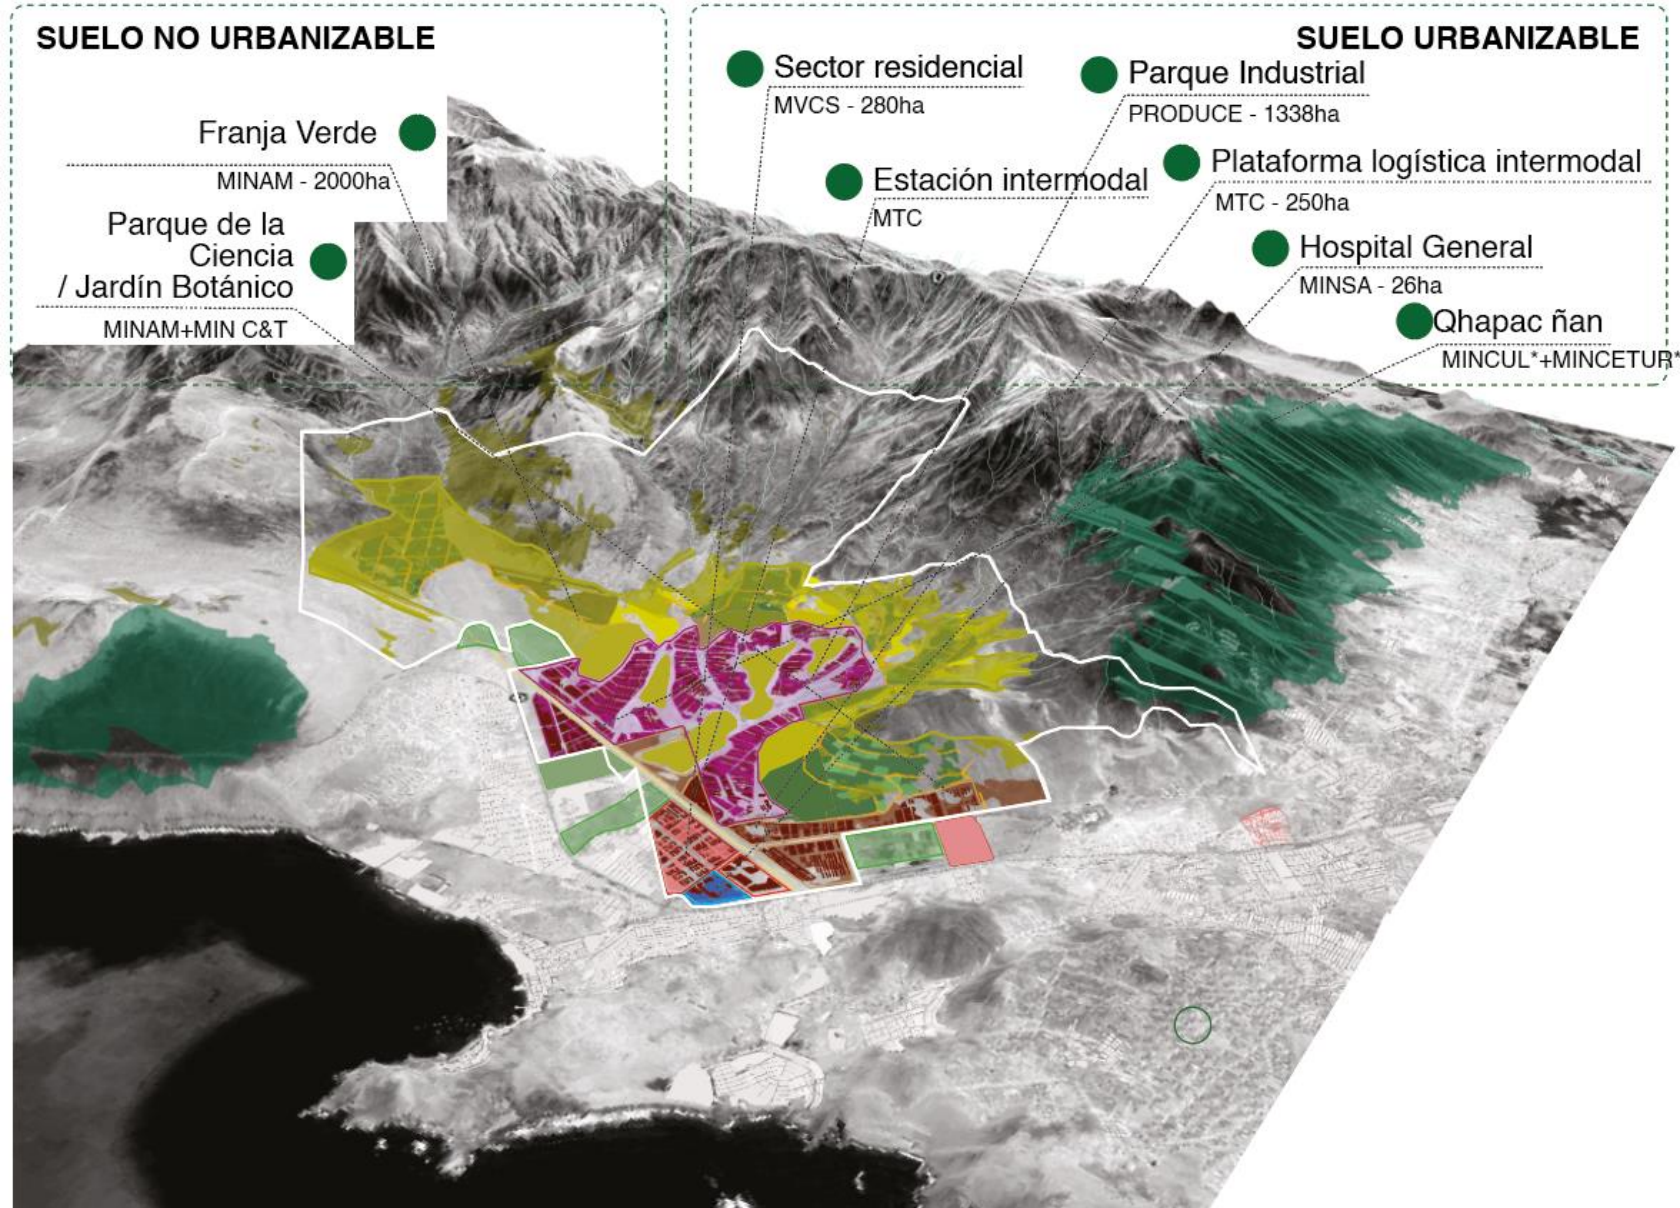 SUELO NO URBANIZABLE
Franja Verde
MINAM - 2000ha
Parque de la
Ciencia
/ Jardín Botánico
MINAM+MIN C&T
SUELO URBANIZABLE
Sector residencial
MVCS - 280ha
Parque Industrial
PRODUCE - 1338ha
Estación intermodal
MTC
Plataforma logística intermodal
MTC - 250ha
Hospital General
MINSA - 26ha
Qhapac ñan
MINCUL*+MINCETUR*